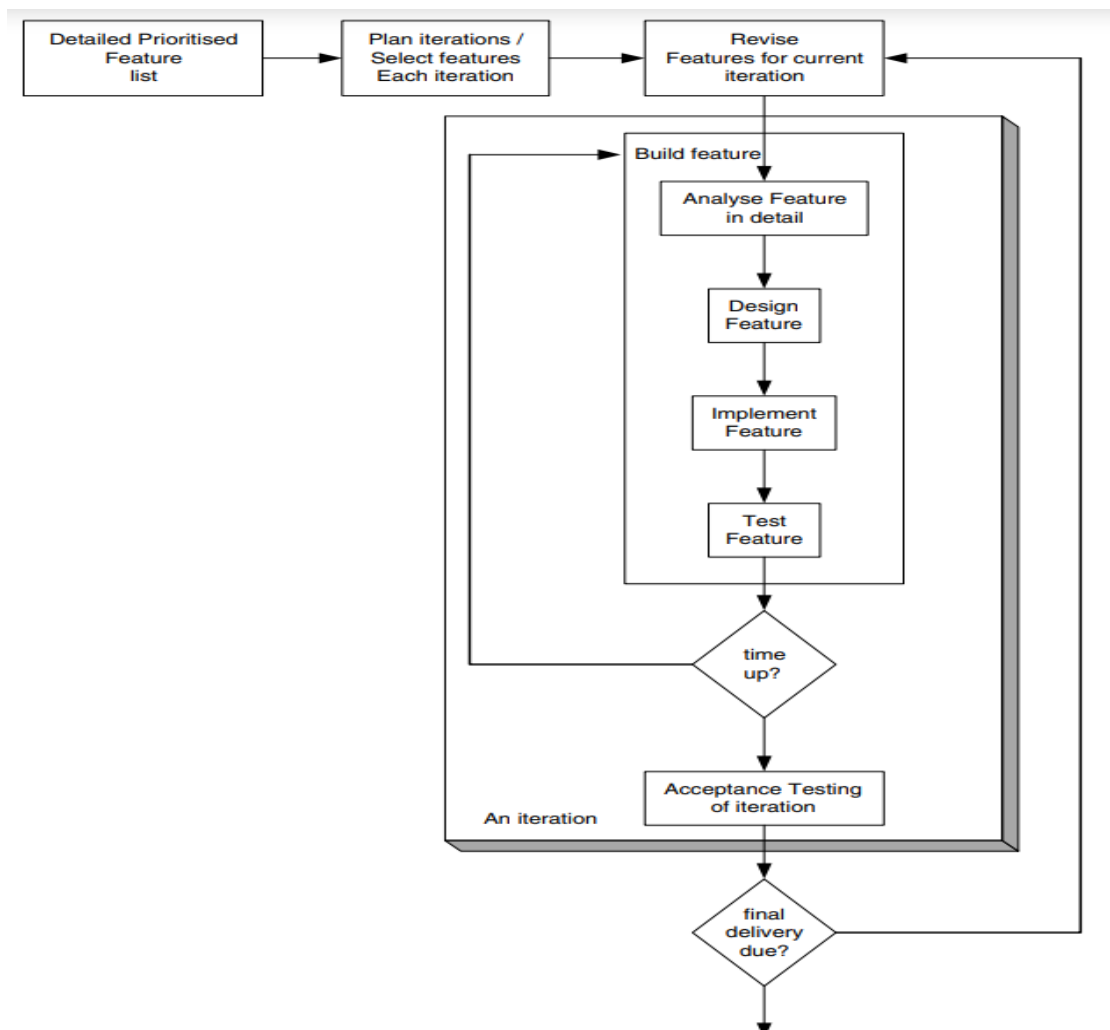 Detailed Prioritised
Feature
list
Plan iterations /
Select features
Each iteration
Revise
Features for current
iteration
Build feature
Analyse Feature
in detail
Design
Feature
Implement
Feature
Test
Feature
time
up?
Acceptance Testing
of iteration
An iteration
final
delivery
due?